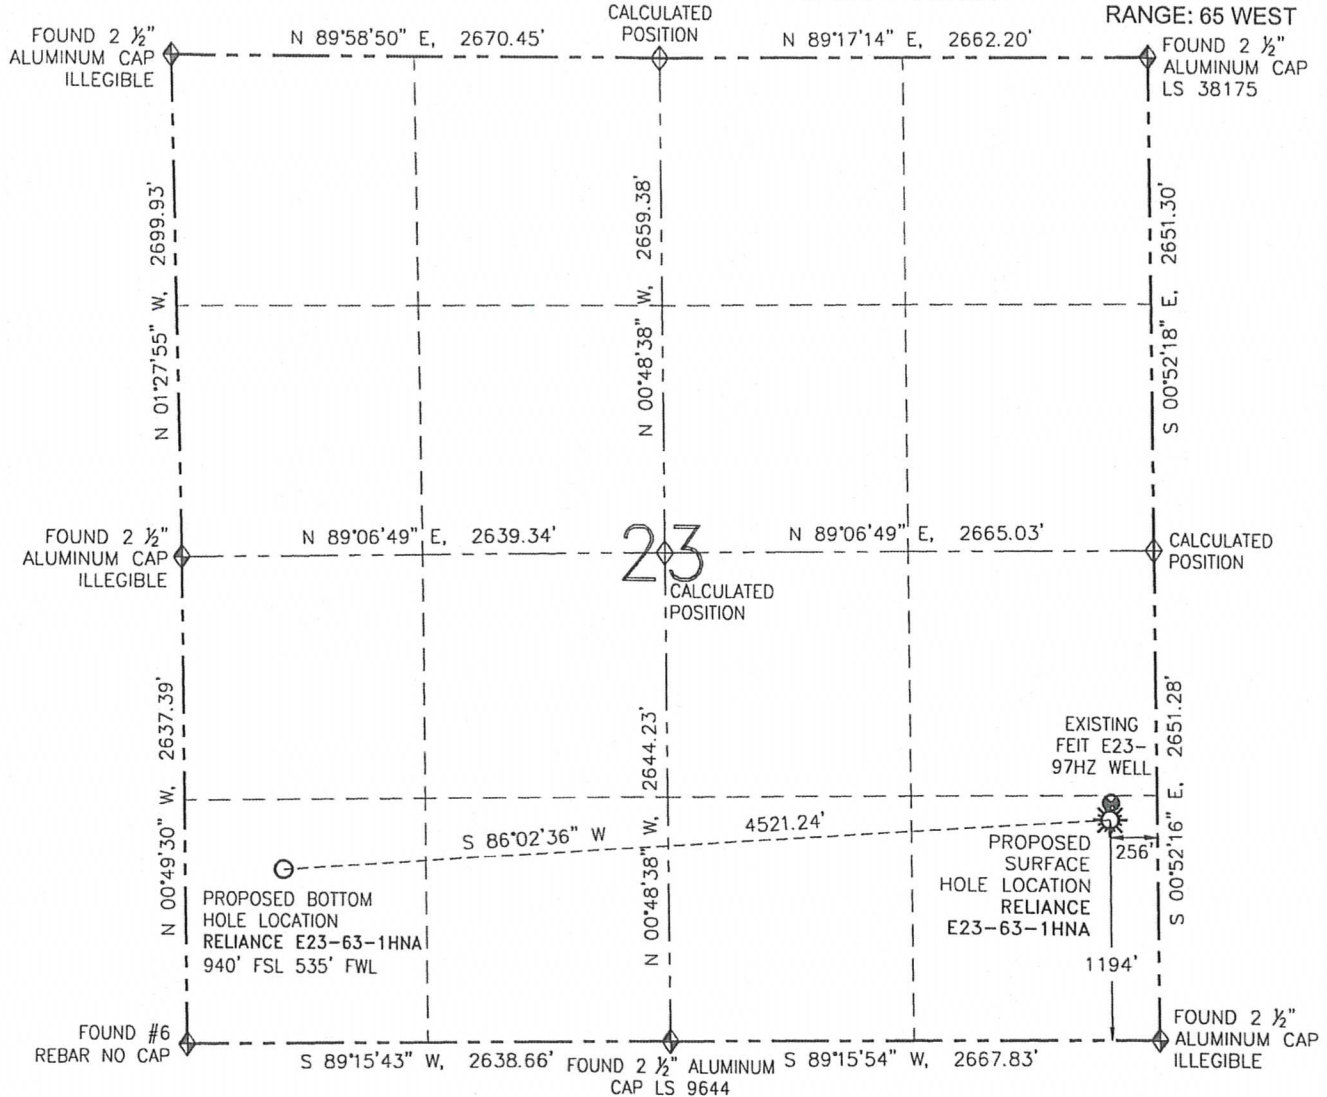 RANGE: 65 WEST
CALCULATED
POSITION
FOUND 2 ½"
ALUMINUM CAP
ILLEGIBLE
N 89°58'50" E, 2670.45'
N 89°17'14" E, 2662.20'
FOUND 2 ½"
ALUMINUM CAP
LS 38175
N 01°27'55" W, 2699.93'
N 00°48'38" W, 2659.38'
S 00°52'18" E, 2651.30'
FOUND 2 ½"
ALUMINUM CAP
ILLEGIBLE
N 89°06'49" E, 2639.34'
23
N 89°06'49" E, 2665.03'
CALCULATED
POSITION
CALCULATED
POSITION
N 00°49'30" W, 2637.39'
N 00°48'38" W, 2644.23'
S 00°52'16" E, 2651.28'
EXISTING
FEIT E23-
97HZ WELL
S 86°02'36" W 4521.24'
256'
PROPOSED
SURFACE
HOLE LOCATION
RELIANCE
E23-63-1HNA
PROPOSED BOTTOM
HOLE LOCATION
RELIANCE E23-63-1HNA
940' FSL 535' FWL
1194'
FOUND #6
REBAR NO CAP
S 89°15'43" W, 2638.66'
FOUND 2 ½" ALUMINUM
CAP LS 9644
S 89°15'54" W, 2667.83'
FOUND 2 ½"
ALUMINUM CAP
ILLEGIBLE